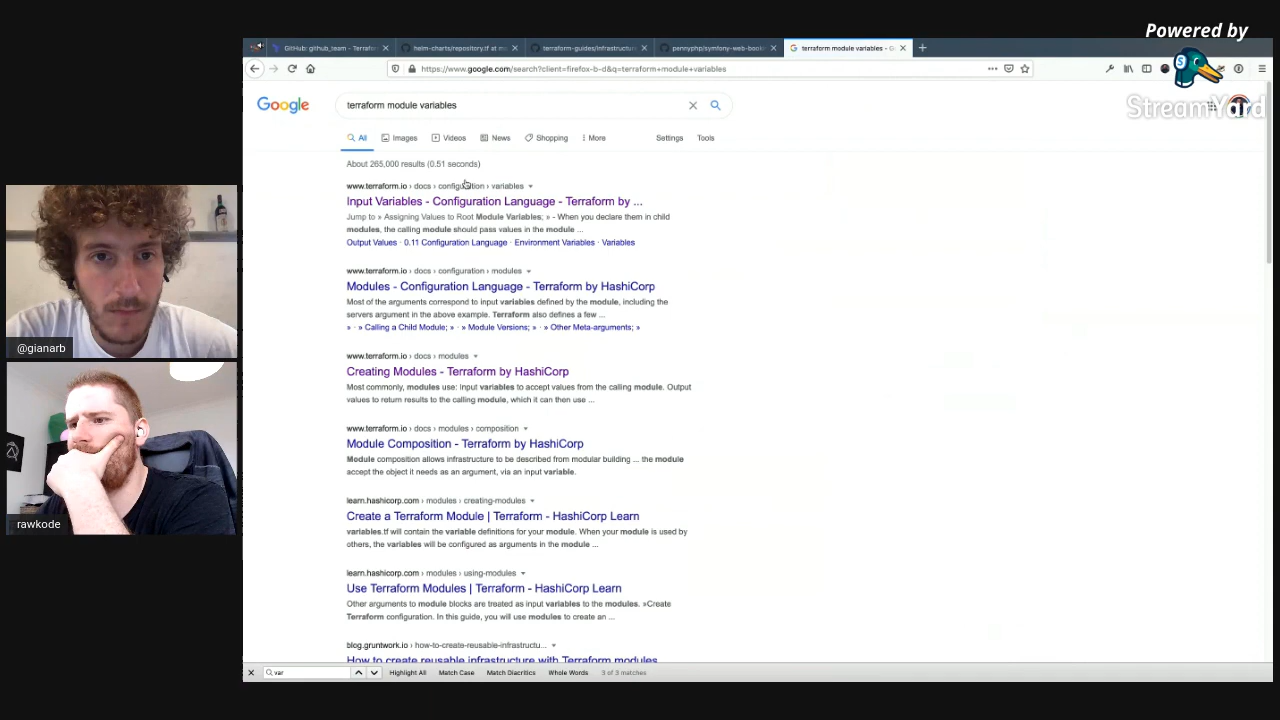 Powered by
StreamYard
GitHub: github_team - Terrafor
helm-charts/repository.tf at m
terraform-guides/infrastructur
pennyphp/symfony-web-book
terraform module variables - G
https://www.google.com/search?client=firefox-b-d&q=terraform+module+variables
Google
terraform module variables
All
Images
Videos
News
Shopping
More
Settings
Tools
About 265,000 results (0.51 seconds)
www.terraform.io › docs › configuration › variables
Input Variables - Configuration Language - Terraform by ...
Jump to » Assigning Values to Root Module Variables; » - When you declare them in child
modules, the calling module should pass values in the module ...
Output Values · 0.11 Configuration Language · Environment Variables · Variables
www.terraform.io › docs › configuration › modules
Modules - Configuration Language - Terraform by HashiCorp
Most of the arguments correspond to input variables defined by the module, including the
servers argument in the above example. Terraform also defines a few ...
» · » Calling a Child Module; » · » Module Versions; » · » Other Meta-arguments; »
www.terraform.io › docs › modules
Creating Modules - Terraform by HashiCorp
Most commonly, modules use: Input variables to accept values from the calling module. Output
values to return results to the calling module, which it can then use ...
www.terraform.io › docs › modules › composition
Module Composition - Terraform by HashiCorp
Module composition allows infrastructure to be described from modular building ... the module
accept the object it needs as an argument, via an input variable.
learn.hashicorp.com › modules › creating-modules
Create a Terraform Module | Terraform - HashiCorp Learn
variables.tf will contain the variable definitions for your module. When your module is used by
others, the variables will be configured as arguments in the module ...
learn.hashicorp.com › modules › using-modules
Use Terraform Modules | Terraform - HashiCorp Learn
Other arguments to module blocks are treated as input variables to the modules. »Create
Terraform configuration. In this guide, you will use modules to create an ...
blog.gruntwork.io › how-to-create-reusable-infrastructu...
How to create reusable infrastructure with Terraform modules
var
Highlight All
Match Case
Match Diacritics
Whole Words
3 of 3 matches
@gianarb
rawkode